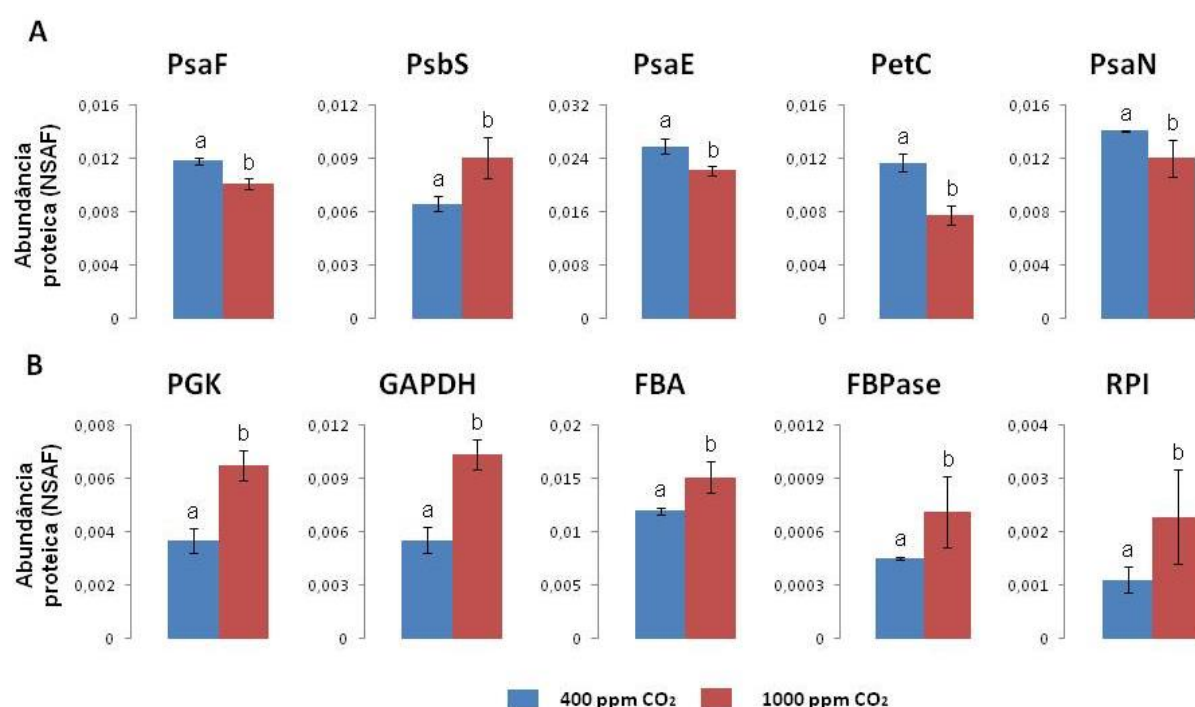 A
PsaF PsbS PsaE PetC PsaN
Abundância
proteica (NSAF)
0,016 0,012 0,032 0,016 0,016
0,012 0,009 0,024 0,012 0,012
0,008 0,006 0,016 0,008 0,008
0,004 0,003 0,008 0,004 0,004
0 0 0 0 0
a b a b a b a b a b
B
PGK GAPDH FBA FBPase RPI
Abundância
proteica (NSAF)
0,008 0,012 0,02 0,0012 0,004
0,006 0,009 0,015 0,0009 0,003
0,004 0,006 0,01 0,0006 0,002
0,002 0,003 0,005 0,0003 0,001
0 0 0 0 0
a b a b a b a b a b
400 ppm CO₂ 1000 ppm CO₂